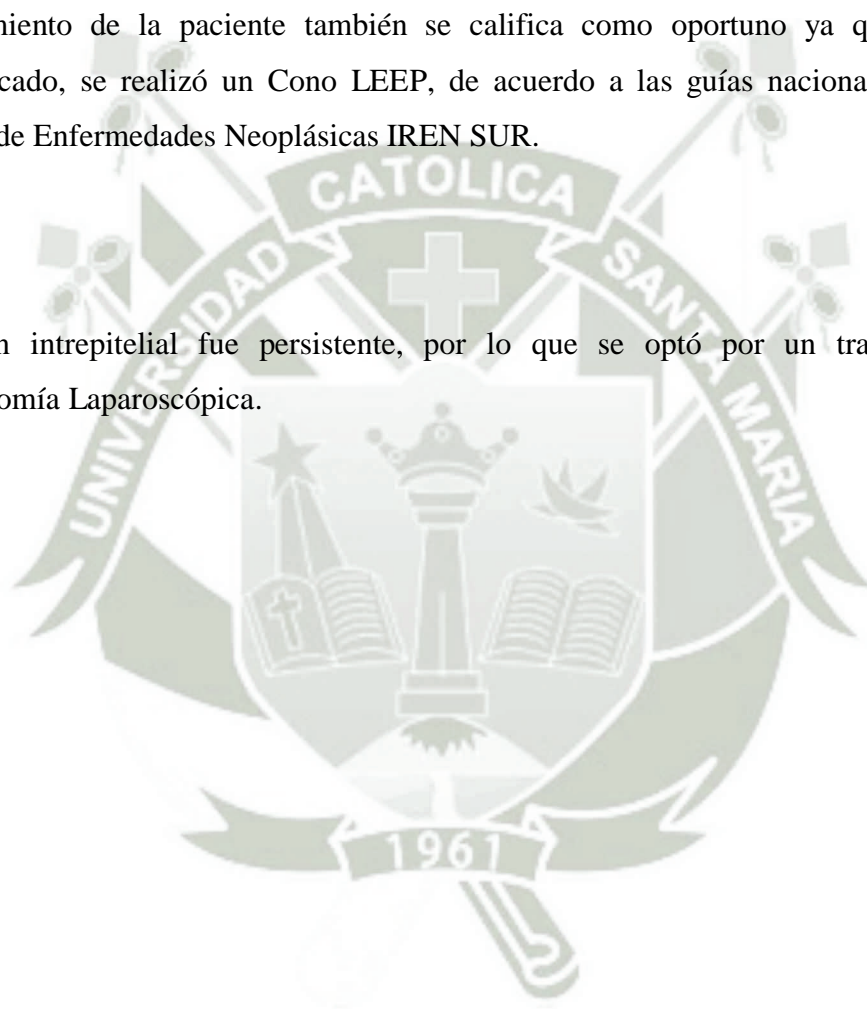 miento de la paciente también se califica como oportuno ya q
cado, se realizó un Cono LEEP, de acuerdo a las guías naciona
de Enfermedades Neoplásicas IREN SUR.
n intrepitelial fue persistente, por lo que se optó por un tra
omía Laparoscópica.
UNIVERSIDAD CATOLICA SANTA MARIA
1961